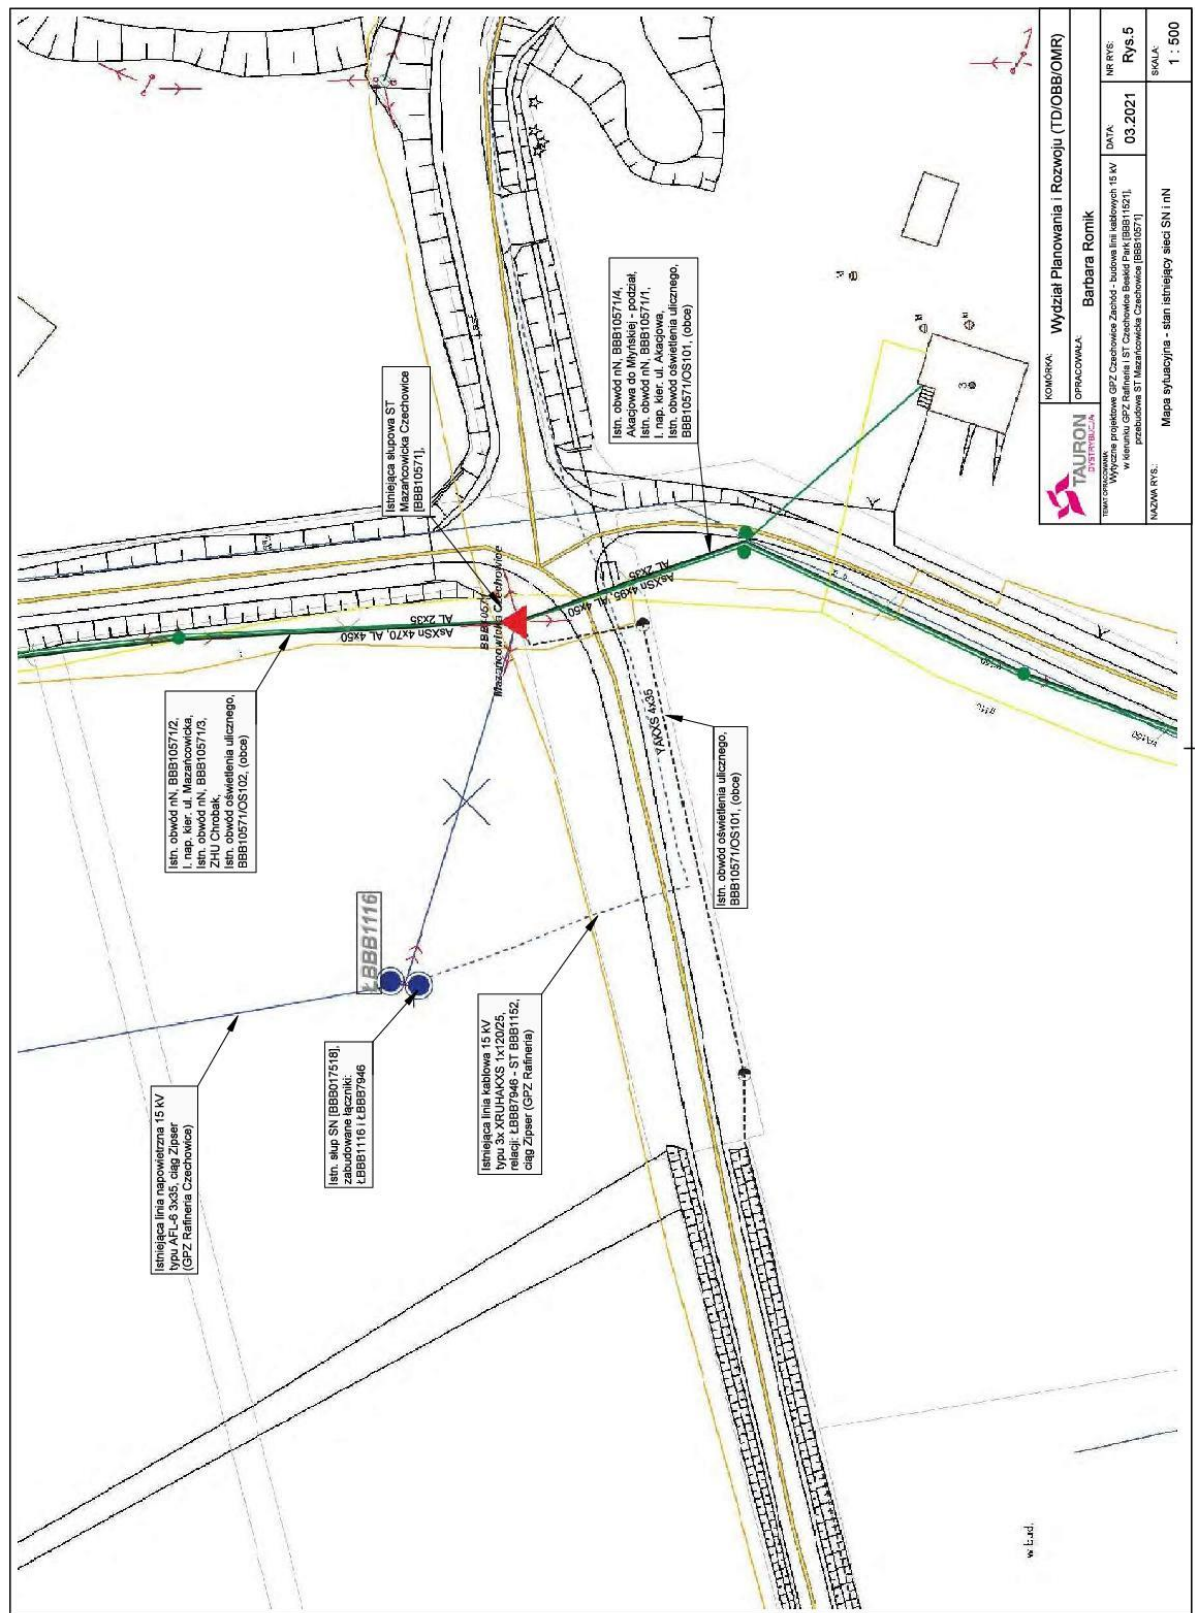 Istniejąca linia napowietrzna 15 kV
typu AFL-6 3x35, ciąg Zipser
(GPZ Rafineria Czechowice)
Istn. słup SN [BBB017518],
zabudowane łączniki:
ŁBBB1116 i ŁBBB7946
ŁBBB1116
Istniejąca linia kablowa 15 kV
typu 3x XRUHAKXS 1x120/25,
relacji: ŁBBB7946 - ST BBB1152,
ciąg Zipser (GPZ Rafineria)
Istn. obwód nN, BBB10571/2,
l. nap. kier. ul. Mazańcowicka,
Istn. obwód nN, BBB10571/3,
ZHU Chrobak,
Istn. obwód oświetlenia ulicznego,
BBB10571/OS102, (obce)
AL 2x35
AsXSn 4x70, AL 4x50
BBB10571
Mazańcowicka Czechowice
Istniejąca słupowa ST
Mazańcowicka Czechowice
[BBB10571],
Istn. obwód nN, BBB10571/4,
Akacjowa do Młyńskiej - podział,
Istn. obwód nN, BBB10571/1,
l. nap. kier. ul. Akacjowa,
Istn. obwód oświetlenia ulicznego,
BBB10571/OS101, (obce)
AL 2x35
AsXSn 4x95, AL 4x50
YAKXS 4x35
Istn. obwód oświetlenia ulicznego,
BBB10571/OS101, (obce)
3
w bud.
TAURON
DYSTRYBUCJA
KOMÓRKA:
Wydział Planowania i Rozwoju (TD/OBB/OMR)
OPRACOWAŁA:
Barbara Romik
TEMAT OPRACOWANIA:
Wytyczne projektowe GPZ Czechowice Zachód - budowa linii kablowych 15 kV
w kierunku GPZ Rafineria i ST Czechowice Beskid Park [BBB11521],
przebudowa ST Mazańcowicka Czechowice [BBB10571]
DATA:
03.2021
NR RYS:
Rys.5
NAZWA RYS.:
Mapa sytuacyjna - stan istniejący sieci SN i nN
SKALA:
1 : 500